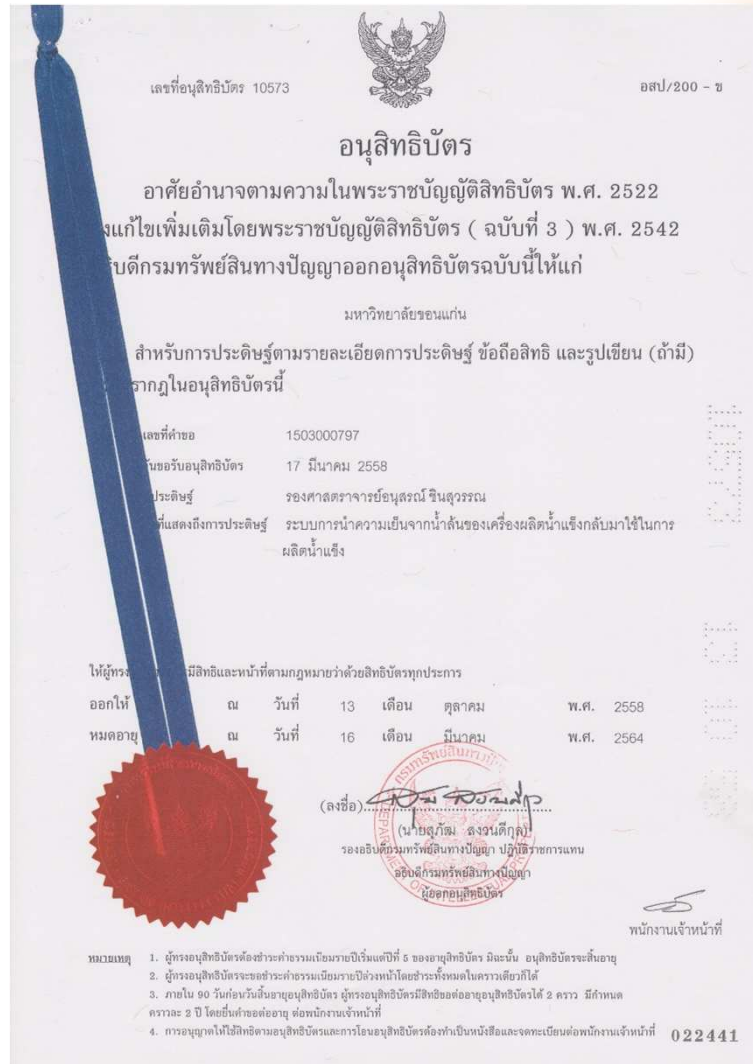 เลขที่อนุสิทธิบัตร 10573
อสป/200 - ข
อนุสิทธิบัตร
อาศัยอำนาจตามความในพระราชบัญญัติสิทธิบัตร พ.ศ. 2522
แก้ไขเพิ่มเติมโดยพระราชบัญญัติสิทธิบัตร ( ฉบับที่ 3 ) พ.ศ. 2542
บดีกรมทรัพย์สินทางปัญญาออกอนุสิทธิบัตรฉบับนี้ให้แก่
มหาวิทยาลัยขอนแก่น
สำหรับการประดิษฐ์ตามรายละเอียดการประดิษฐ์ ข้อถือสิทธิ และรูปเขียน (ถ้ามี)
รากฏในอนุสิทธิบัตรนี้
เลขที่คำขอ 1503000797
นขอรับอนุสิทธิบัตร 17 มีนาคม 2558
ประดิษฐ์ รองศาสตราจารย์อนุสรณ์ ชินสุวรรณ
ที่แสดงถึงการประดิษฐ์ ระบบการนำความเย็นจากน้ำล้นของเครื่องผลิตน้ำแข็งกลับมาใช้ในการ
ผลิตน้ำแข็ง
ให้ผู้ทรง มีสิทธิและหน้าที่ตามกฎหมายว่าด้วยสิทธิบัตรทุกประการ
ออกให้ ณ วันที่ 13 เดือน ตุลาคม พ.ศ. 2558
หมดอายุ ณ วันที่ 16 เดือน มีนาคม พ.ศ. 2564
กรมทรัพย์สินทาง
DEPARTMENT OF
(ลงชื่อ)
(นายสุภัฒ สงวนดีกุล)
รองอธิบดีกรมทรัพย์สินทางปัญญา ปฏิบัติราชการแทน
อธิบดีกรมทรัพย์สินทางปัญญา
ผู้ออกอนุสิทธิบัตร
พนักงานเจ้าหน้าที่
หมายเหตุ 1. ผู้ทรงอนุสิทธิบัตรต้องชำระค่าธรรมเนียมรายปีเริ่มแต่ปีที่ 5 ของอายุสิทธิบัตร มิฉะนั้น อนุสิทธิบัตรจะสิ้นอายุ
2. ผู้ทรงอนุสิทธิบัตรจะขอชำระค่าธรรมเนียมรายปีล่วงหน้าโดยชำระทั้งหมดในคราวเดียวก็ได้
3. ภายใน 90 วันก่อนวันสิ้นอายุอนุสิทธิบัตร ผู้ทรงอนุสิทธิบัตรมีสิทธิขอต่ออายุอนุสิทธิบัตรได้ 2 คราว มีกำหนด
คราวละ 2 ปี โดยยื่นคำขอต่ออายุ ต่อพนักงานเจ้าหน้าที่
4. การอนุญาตให้ใช้สิทธิตามอนุสิทธิบัตรและการโอนอนุสิทธิบัตรต้องทำเป็นหนังสือและจดทะเบียนต่อพนักงานเจ้าหน้าที่
022441